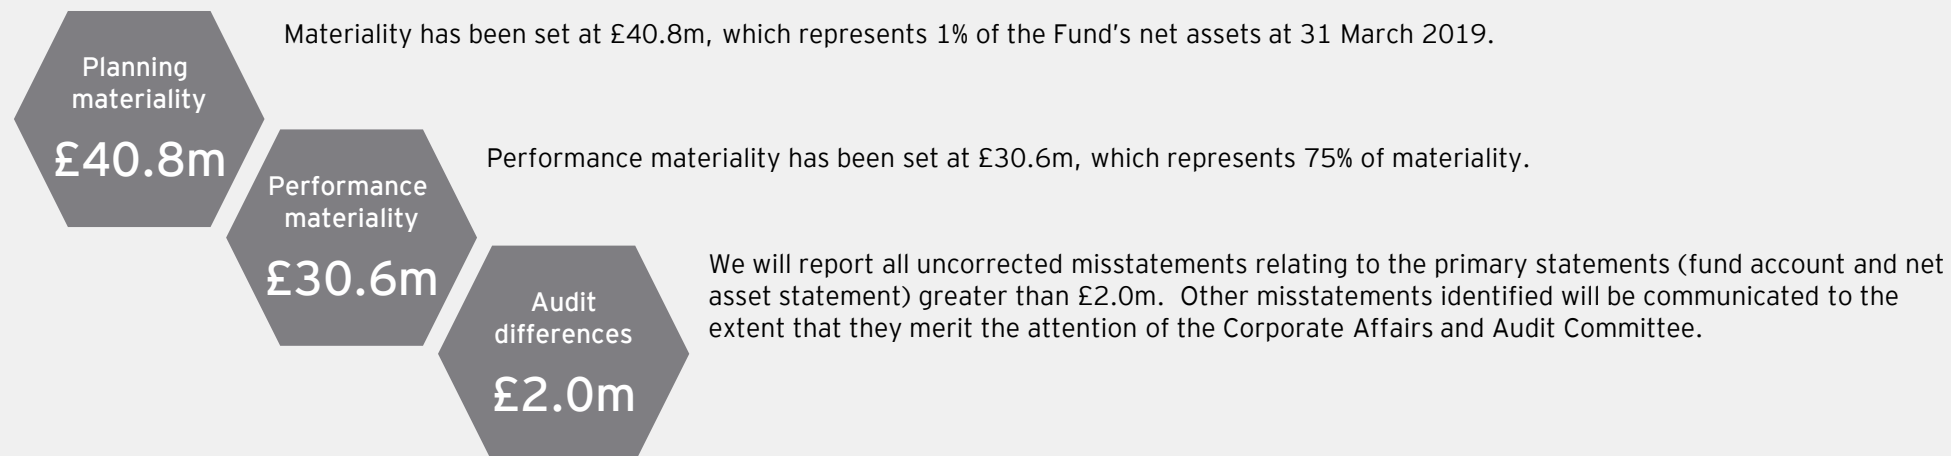 Planning
materiality
£40.8m
Materiality has been set at £40.8m, which represents 1% of the Fund's net assets at 31 March 2019.
Performance
materiality
£30.6m
Performance materiality has been set at £30.6m, which represents 75% of materiality.
Audit
differences
£2.0m
We will report all uncorrected misstatements relating to the primary statements (fund account and net
asset statement) greater than £2.0m.  Other misstatements identified will be communicated to the
extent that they merit the attention of the Corporate Affairs and Audit Committee.